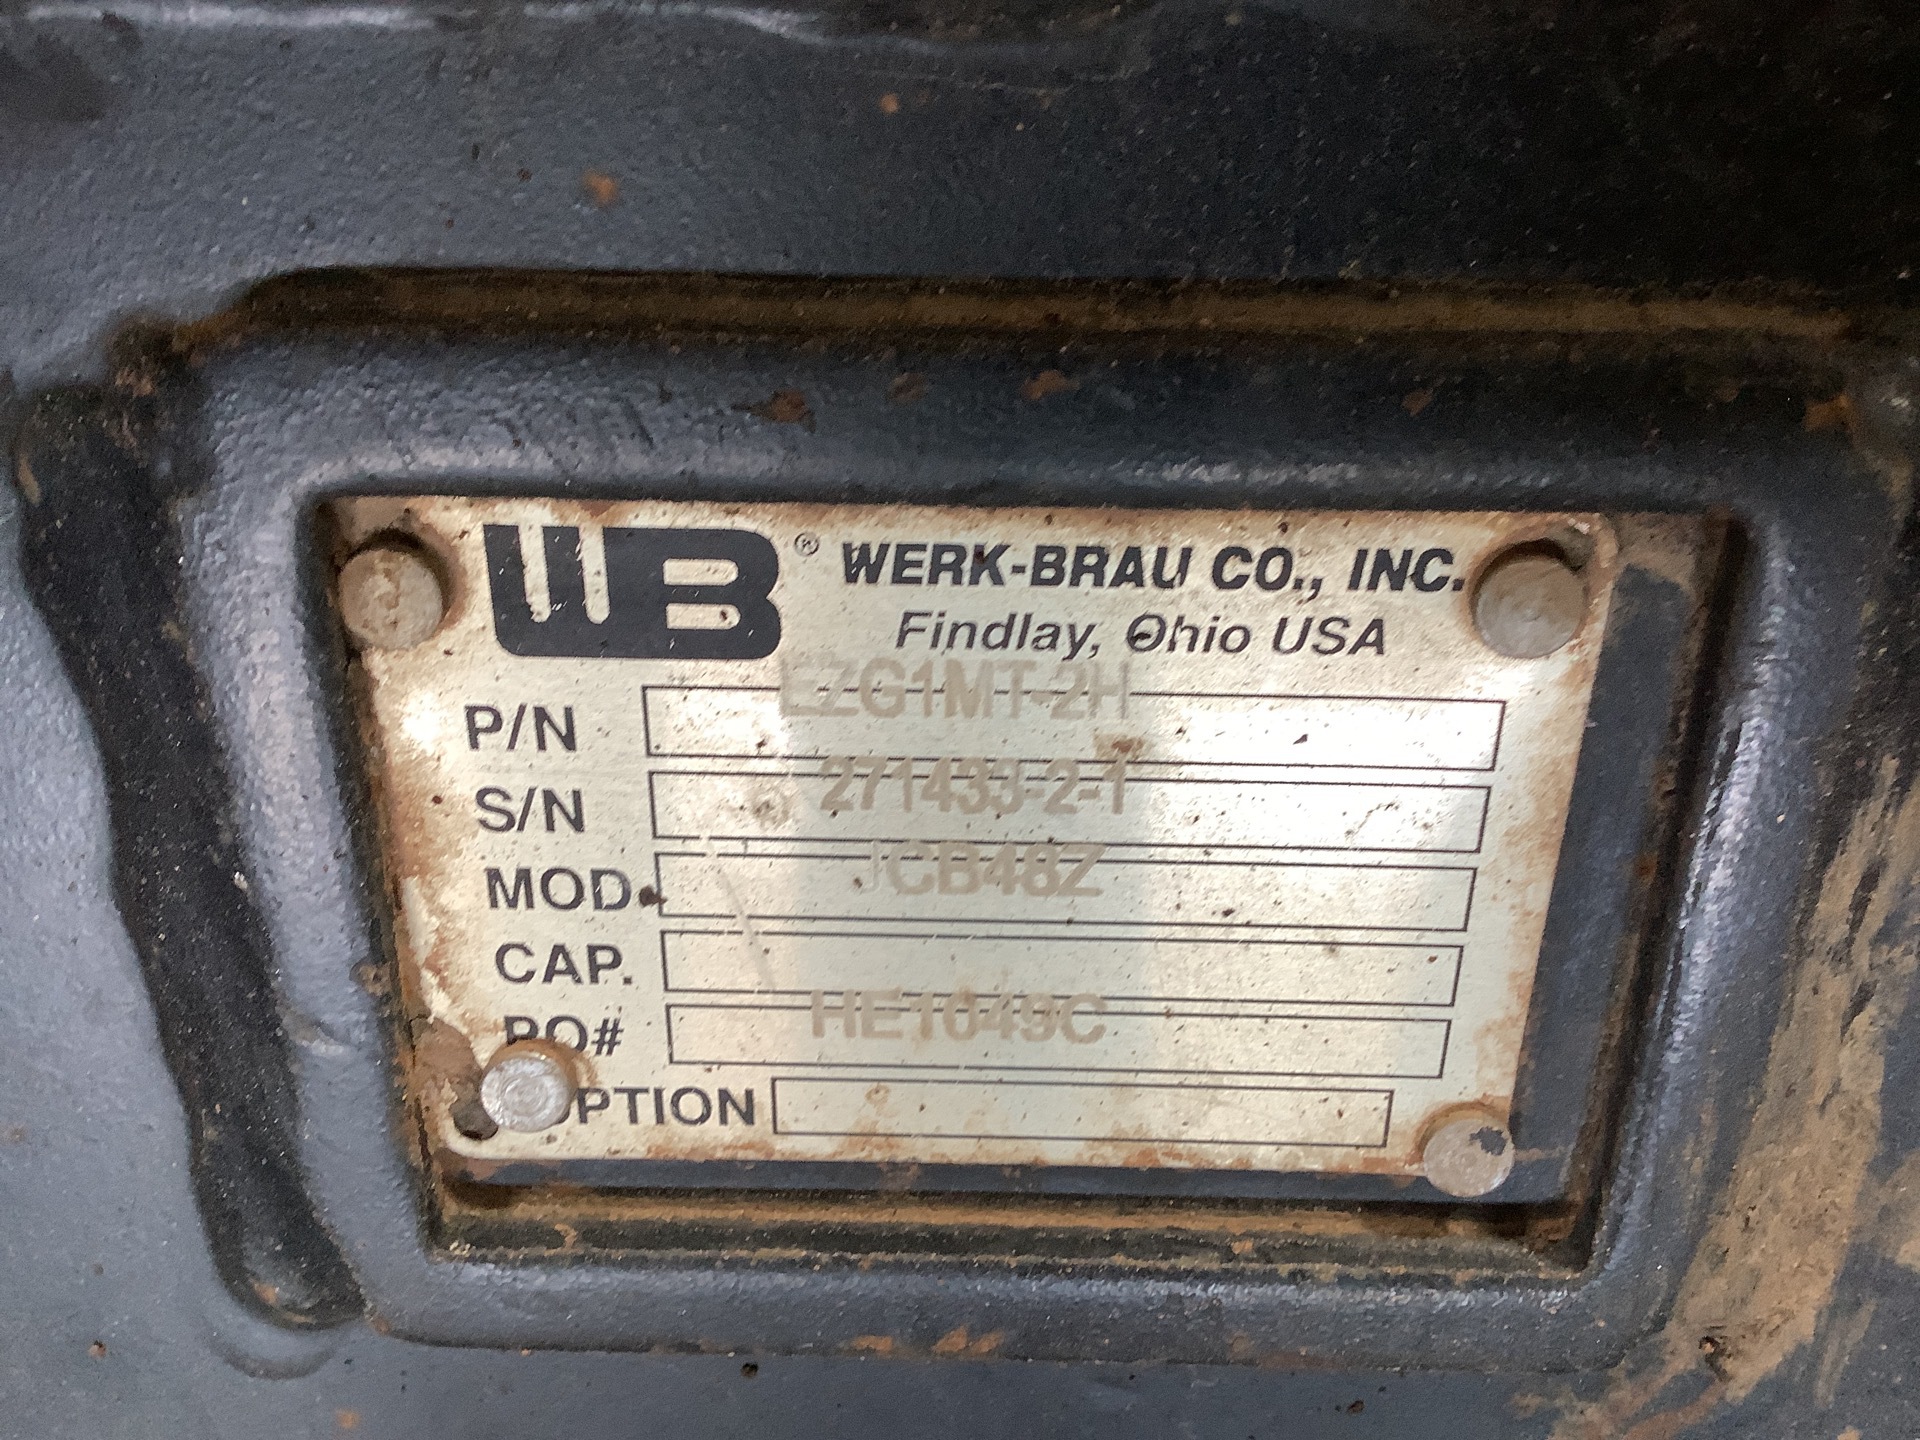 WB® WERK-BRAU CO., INC.
Findlay, Ohio USA
P/N EZG1MT-2H
S/N 271433-2-1
MOD. JCB48Z
CAP.
PO# HE1049C
OPTION